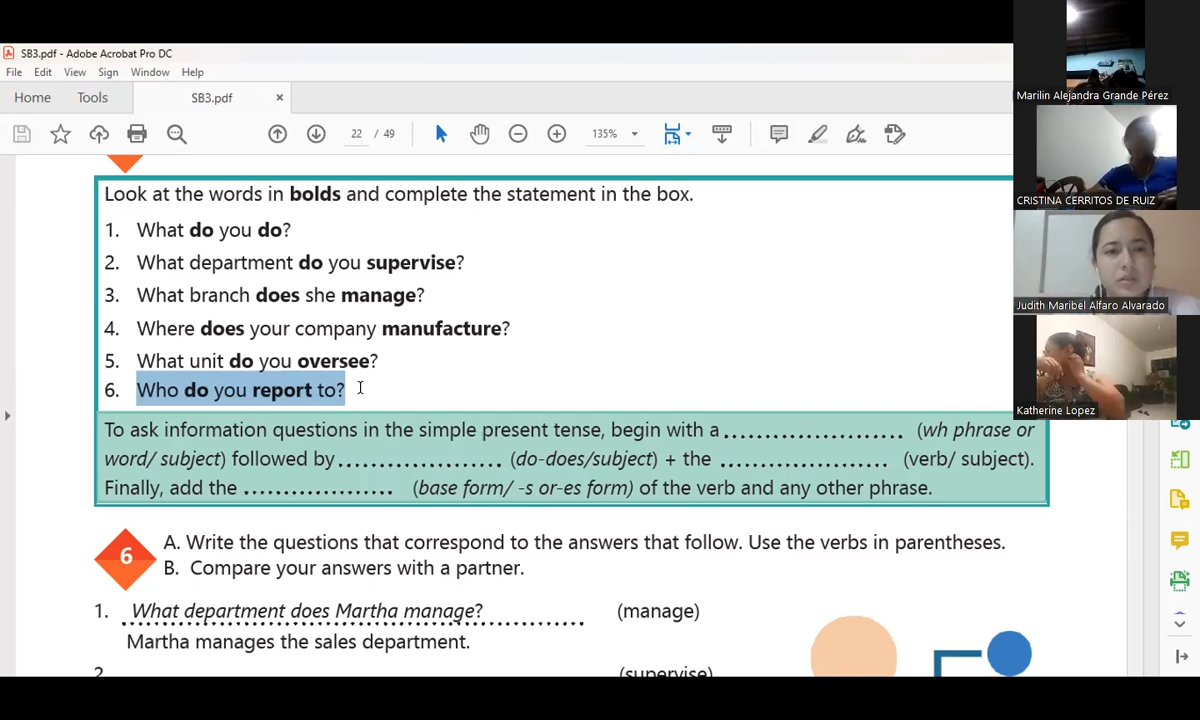 SB3.pdf - Adobe Acrobat Pro DC
File Edit View Sign Window Help
Home Tools SB3.pdf ×
22 / 49 135%
Look at the words in bolds and complete the statement in the box.
1. What do you do?
2. What department do you supervise?
3. What branch does she manage?
4. Where does your company manufacture?
5. What unit do you oversee?
6. Who do you report to?
To ask information questions in the simple present tense, begin with a ........................ (wh phrase or
word/ subject) followed by ...................... (do-does/subject) + the ...................... (verb/ subject).
Finally, add the .................... (base form/ -s or-es form) of the verb and any other phrase.
6
A. Write the questions that correspond to the answers that follow. Use the verbs in parentheses.
B. Compare your answers with a partner.
1. What department does Martha manage? (manage)
Martha manages the sales department.
2. (supervise)
Marilin Alejandra Grande Pérez
CRISTINA CERRITOS DE RUIZ
Judith Maribel Alfaro Alvarado
Katherine Lopez